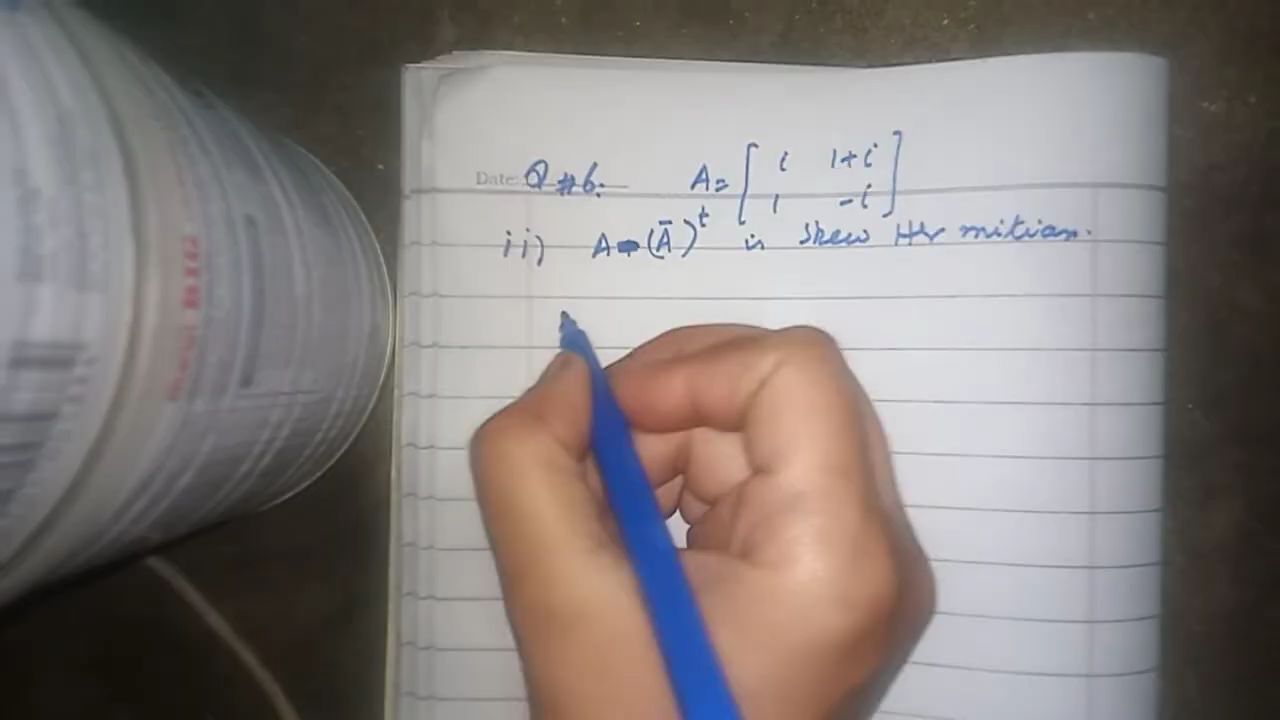 Date: Q #6: A= [ i 1+i
1 -i ]
ii) A-(Ā)ᵗ is skew Hermitian.